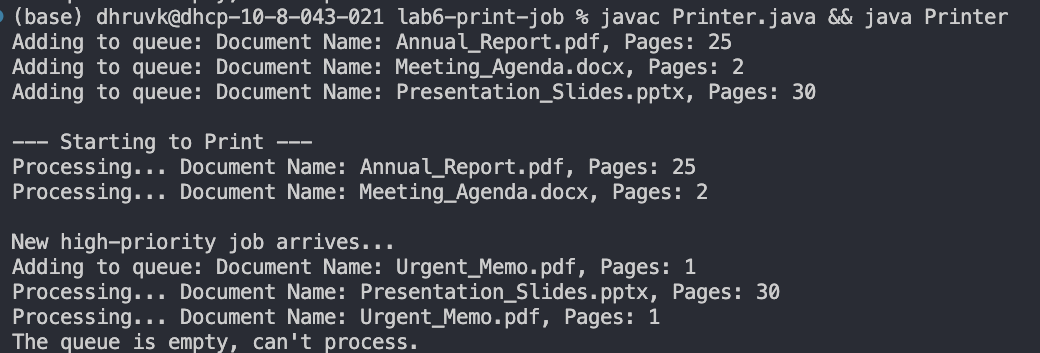 (base) dhruvk@dhcp-10-8-043-021 lab6-print-job % javac Printer.java && java Printer
Adding to queue: Document Name: Annual_Report.pdf, Pages: 25
Adding to queue: Document Name: Meeting_Agenda.docx, Pages: 2
Adding to queue: Document Name: Presentation_Slides.pptx, Pages: 30
--- Starting to Print ---
Processing... Document Name: Annual_Report.pdf, Pages: 25
Processing... Document Name: Meeting_Agenda.docx, Pages: 2
New high-priority job arrives...
Adding to queue: Document Name: Urgent_Memo.pdf, Pages: 1
Processing... Document Name: Presentation_Slides.pptx, Pages: 30
Processing... Document Name: Urgent_Memo.pdf, Pages: 1
The queue is empty, can't process.